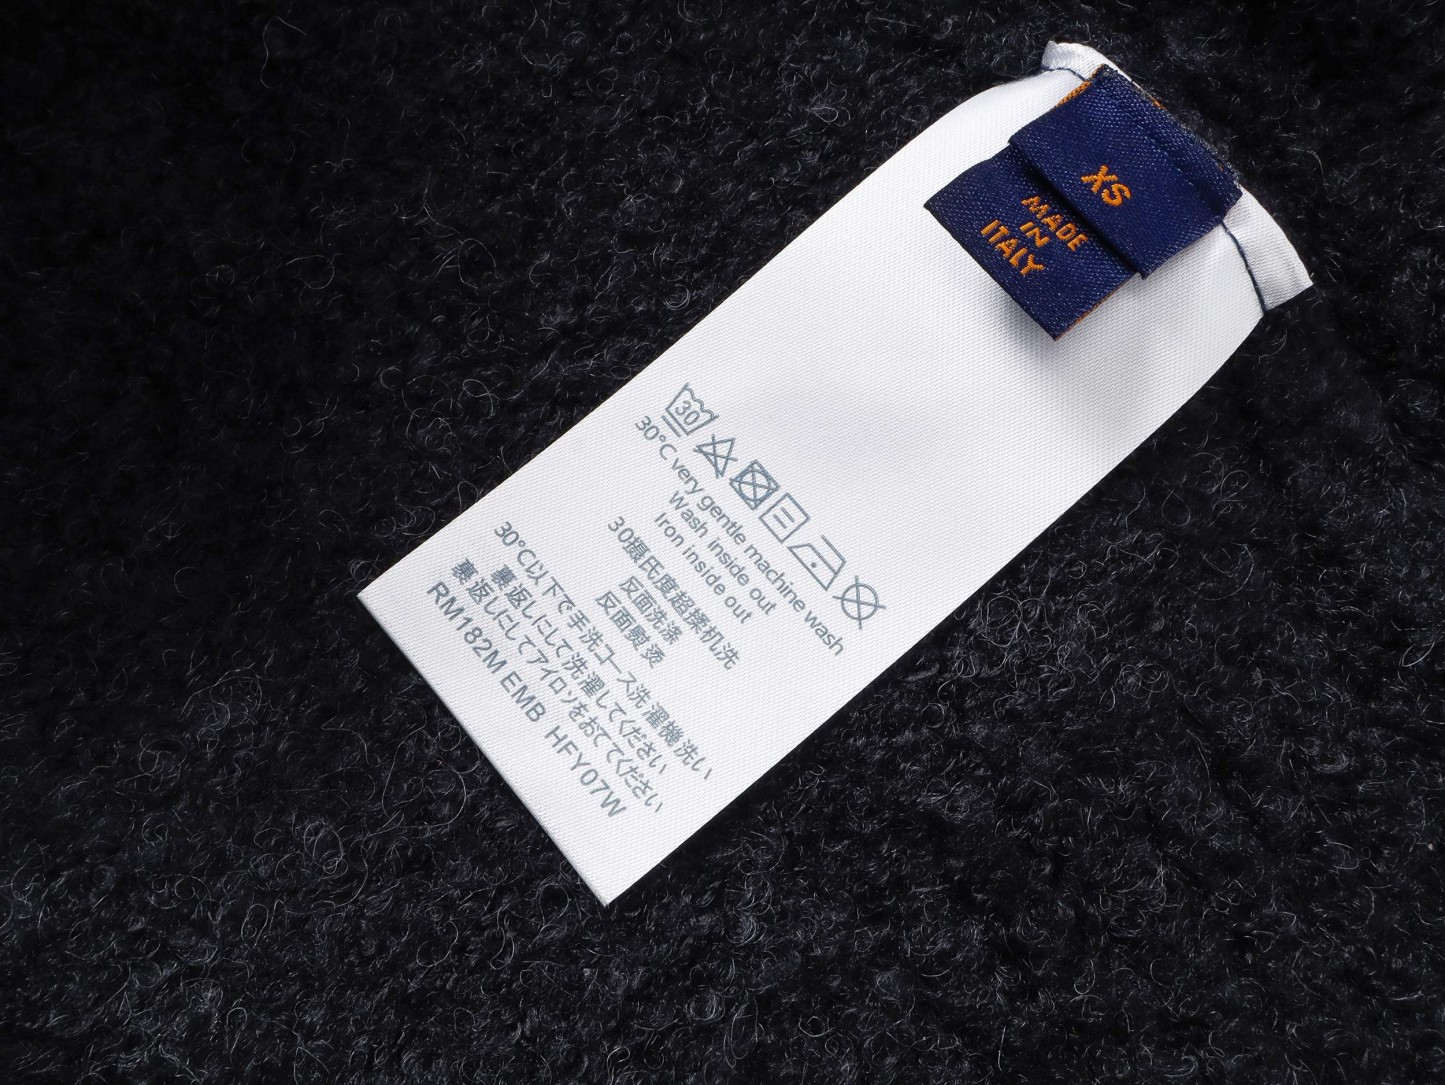 XS
MADE
IN
ITALY
30
30°C very gentle machine wash
Wash inside out
Iron inside out
30摄氏度超揉机洗
反面洗涤
反面熨烫
30℃以下で手洗コース洗濯機洗い
裏返しにして洗濯してください
裏返しにしてアイロンをおてください
RM182M EMB HFY07W